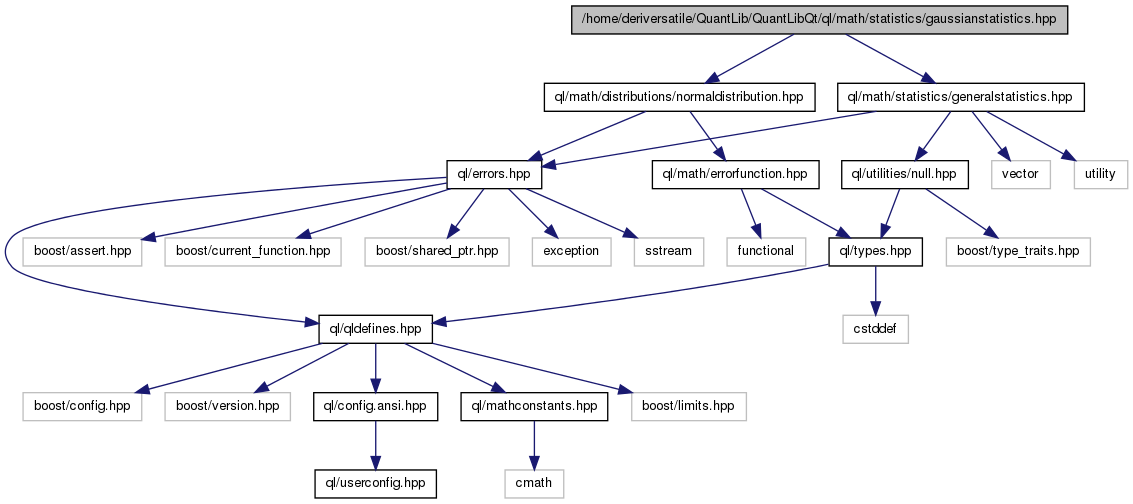 /home/deriversatile/QuantLib/QuantLibQt/ql/math/statistics/gaussianstatistics.hpp
ql/math/distributions/normaldistribution.hpp
ql/math/statistics/generalstatistics.hpp
ql/errors.hpp
ql/math/errorfunction.hpp
ql/utilities/null.hpp
vector
utility
boost/assert.hpp
boost/current_function.hpp
boost/shared_ptr.hpp
exception
sstream
functional
ql/types.hpp
boost/type_traits.hpp
ql/qldefines.hpp
cstddef
boost/config.hpp
boost/version.hpp
ql/config.ansi.hpp
ql/mathconstants.hpp
boost/limits.hpp
ql/userconfig.hpp
cmath